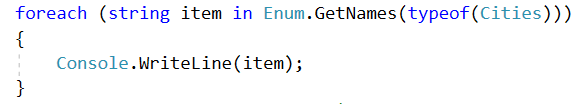 foreach (string item in Enum.GetNames(typeof(Cities)))
{
    Console.WriteLine(item);
}